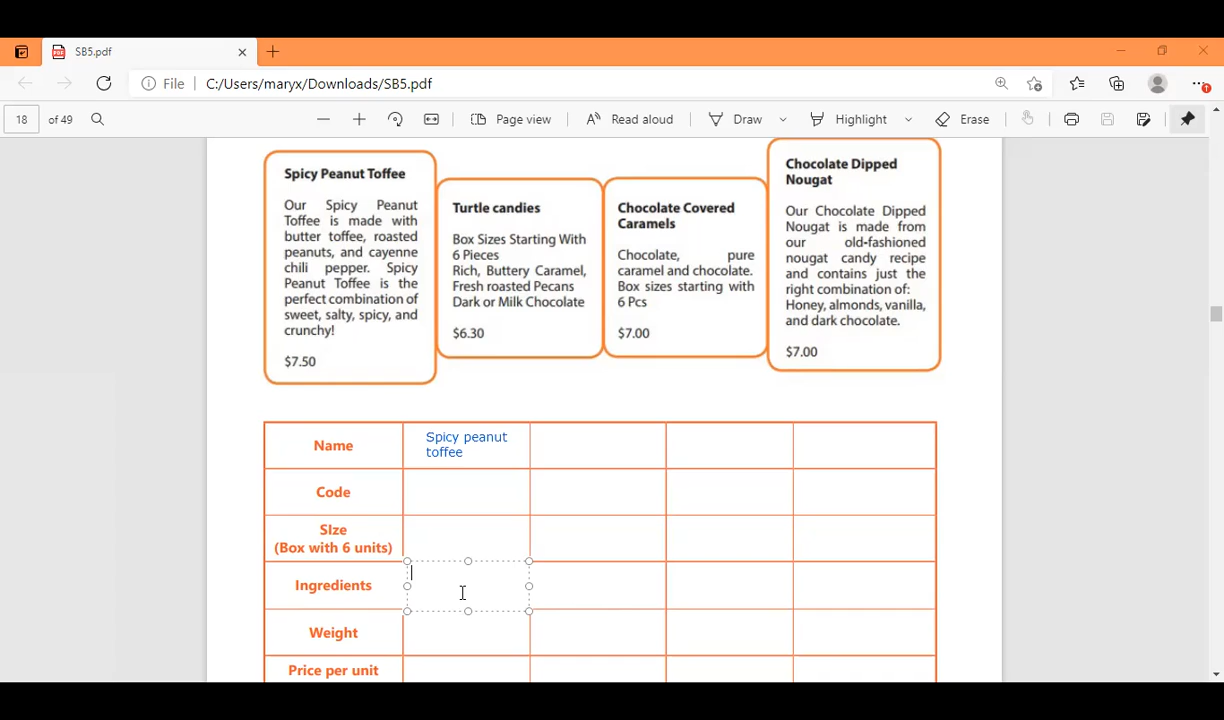 SB5.pdf
File C:/Users/maryx/Downloads/SB5.pdf
18 of 49 Page view Read aloud Draw Highlight Erase
Spicy Peanut Toffee
Our Spicy Peanut
Toffee is made with
butter toffee, roasted
peanuts, and cayenne
chili pepper. Spicy
Peanut Toffee is the
perfect combination of
sweet, salty, spicy, and
crunchy!
$7.50
Turtle candies
Box Sizes Starting With
6 Pieces
Rich, Buttery Caramel,
Fresh roasted Pecans
Dark or Milk Chocolate
$6.30
Chocolate Covered
Caramels
Chocolate, pure
caramel and chocolate.
Box sizes starting with
6 Pcs
$7.00
Chocolate Dipped
Nougat
Our Chocolate Dipped
Nougat is made from
our old-fashioned
nougat candy recipe
and contains just the
right combination of:
Honey, almonds, vanilla,
and dark chocolate.
$7.00
Name
Spicy peanut
toffee
Code
SIze
(Box with 6 units)
Ingredients
Weight
Price per unit